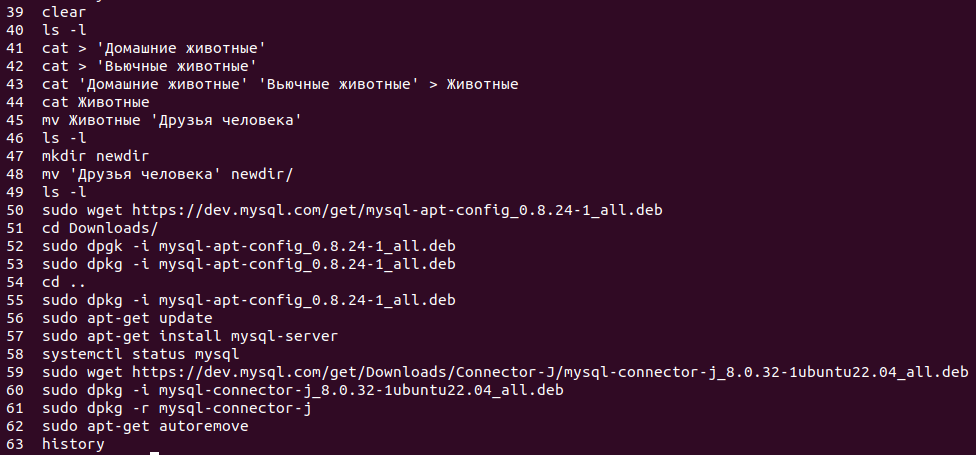 39 clear
40 ls -l
41 cat > 'Домашние животные'
42 cat > 'Вьючные животные'
43 cat 'Домашние животные' 'Вьючные животные' > Животные
44 cat Животные
45 mv Животные 'Друзья человека'
46 ls -l
47 mkdir newdir
48 mv 'Друзья человека' newdir/
49 ls -l
50 sudo wget https://dev.mysql.com/get/mysql-apt-config_0.8.24-1_all.deb
51 cd Downloads/
52 sudo dpgk -i mysql-apt-config_0.8.24-1_all.deb
53 sudo dpkg -i mysql-apt-config_0.8.24-1_all.deb
54 cd ..
55 sudo dpkg -i mysql-apt-config_0.8.24-1_all.deb
56 sudo apt-get update
57 sudo apt-get install mysql-server
58 systemctl status mysql
59 sudo wget https://dev.mysql.com/get/Downloads/Connector-J/mysql-connector-j_8.0.32-1ubuntu22.04_all.deb
60 sudo dpkg -i mysql-connector-j_8.0.32-1ubuntu22.04_all.deb
61 sudo dpkg -r mysql-connector-j
62 sudo apt-get autoremove
63 history